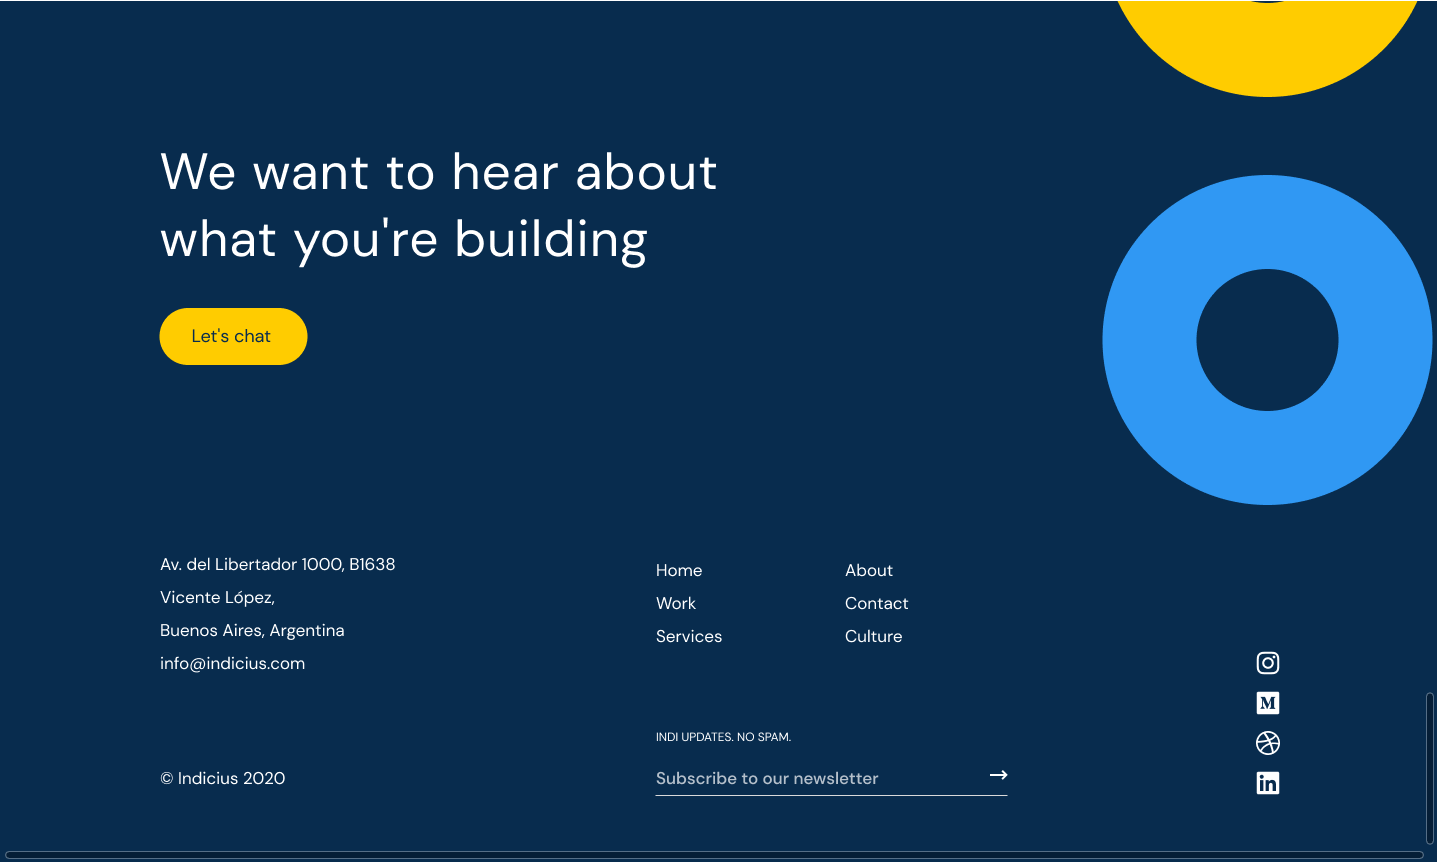 We want to hear about
what you're building
Let's chat
Av. del Libertador 1000, B1638
Vicente López,
Buenos Aires, Argentina
info@indicius.com
Home
Work
Services
About
Contact
Culture
INDI UPDATES. NO SPAM.
Subscribe to our newsletter
© Indicius 2020